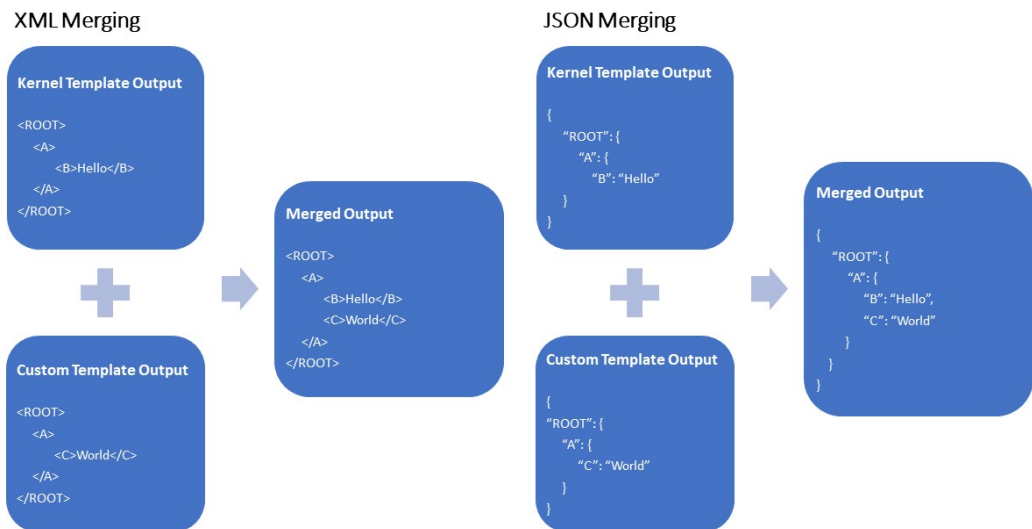 XML Merging
Kernel Template Output
<ROOT>
<A>
<B>Hello</B>
</A>
</ROOT>
Custom Template Output
<ROOT>
<A>
<C>World</C>
</A>
</ROOT>
Merged Output
<ROOT>
<A>
<B>Hello</B>
<C>World</C>
</A>
</ROOT>
JSON Merging
Kernel Template Output
{
“ROOT”: {
“A”: {
“B”: “Hello”
}
}
Custom Template Output
{
“ROOT”: {
“A”: {
“C”: “World”
}
}
Merged Output
{
“ROOT”: {
“A”: {
“B”: “Hello”,
“C”: “World”
}
}
}